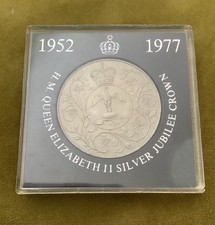 1952
1977
H.M. QUEEN ELIZABETH II SILVER JUBILEE CROWN